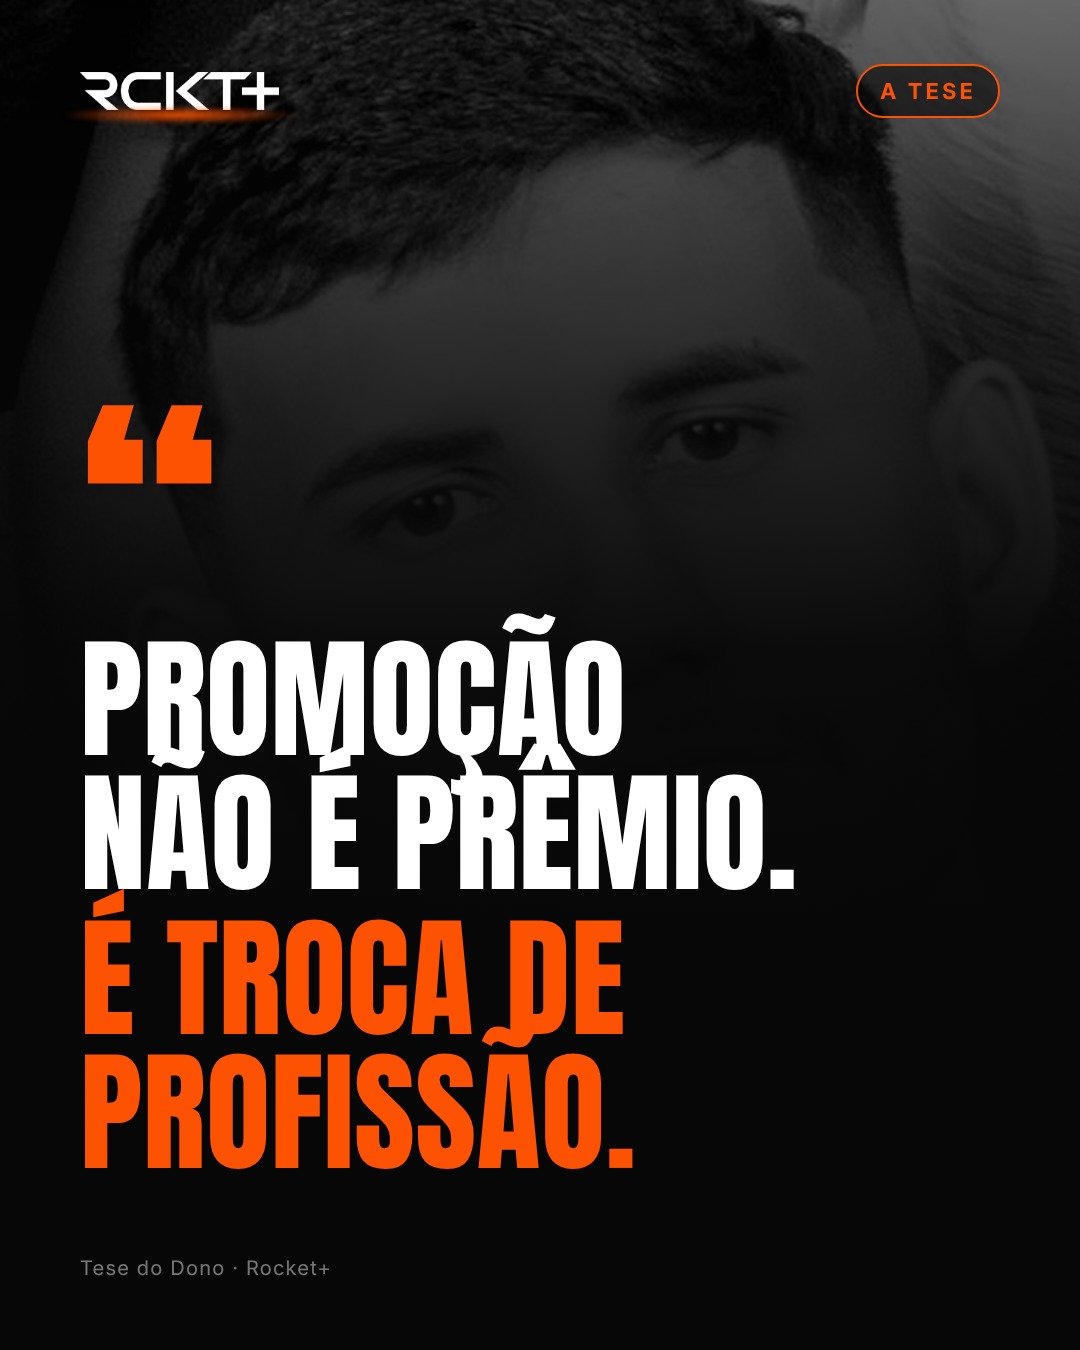 RCKT+
A TESE
“
PROMOÇÃO
NÃO É PRÊMIO.
É TROCA DE
PROFISSÃO.
Tese do Dono · Rocket+